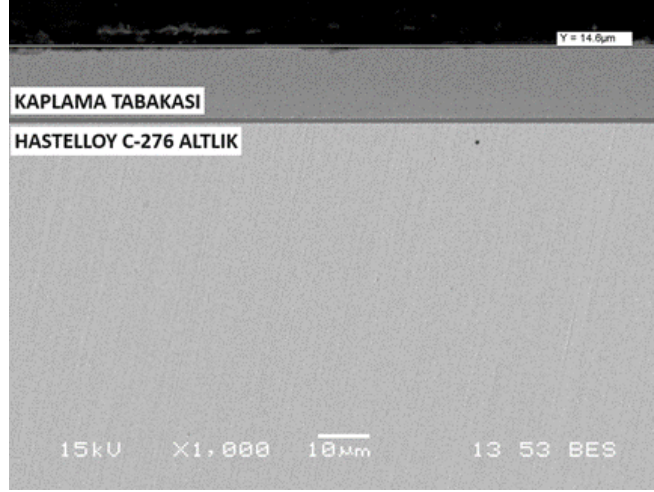 Y = 14.6µm
KAPLAMA TABAKASI
HASTELLOY C-276 ALTLIK
15kU X1,000 10µm 13 53 BES